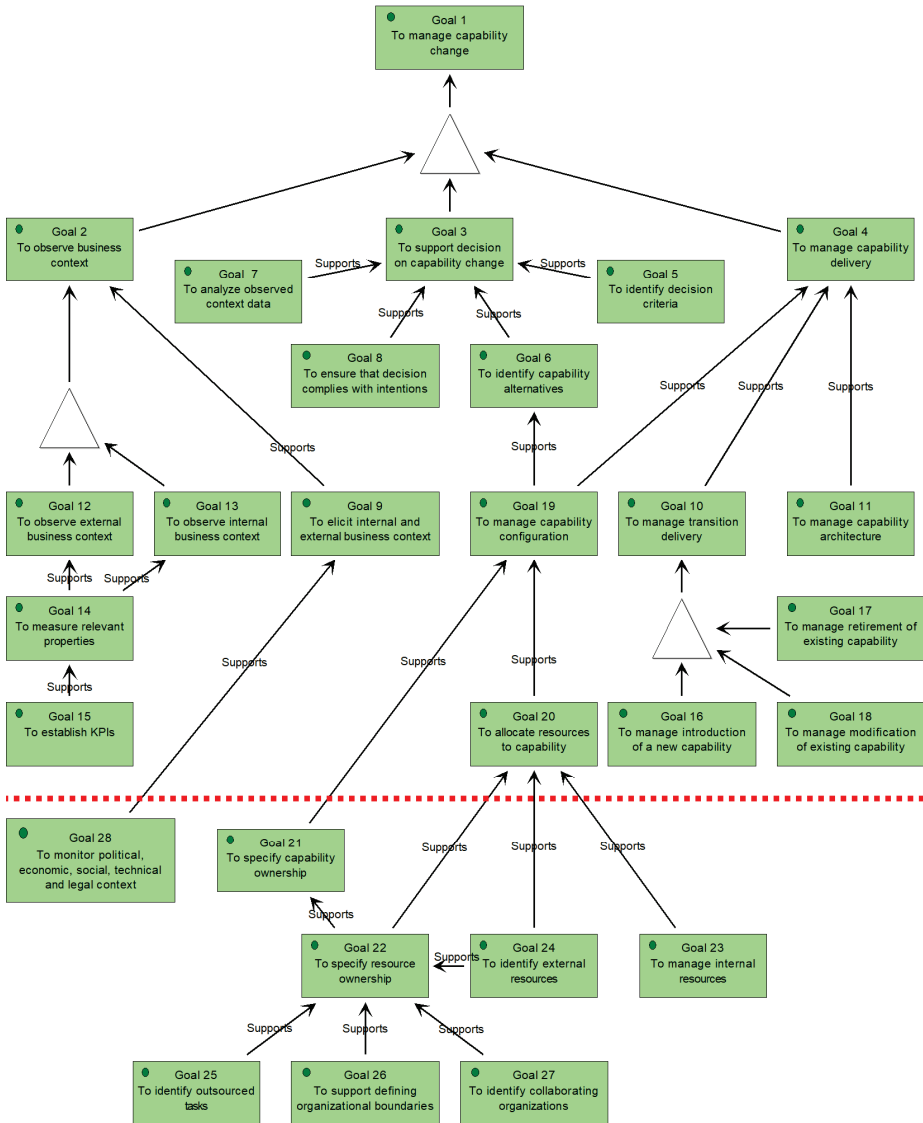 Goal 1
To manage capability
change
Goal 2
To observe business
context
Goal 3
To support decision
on capability change
Goal 4
To manage capability
delivery
Goal 7
To analyze observed
context data
Supports
Supports
Goal 5
To identify decision
criteria
Supports
Supports
Goal 8
To ensure that decision
complies with intentions
Goal 6
To identify capability
alternatives
Supports
Supports
Supports
Supports
Supports
Goal 12
To observe external
business context
Goal 13
To observe internal
business context
Goal 9
To elicit internal and
external business context
Goal 19
To manage capability
configuration
Goal 10
To manage transition
delivery
Goal 11
To manage capability
architecture
Supports
Supports
Goal 14
To measure relevant
properties
Goal 17
To manage retirement of
existing capability
Supports
Supports
Supports
Supports
Goal 15
To establish KPIs
Goal 20
To allocate resources
to capability
Goal 16
To manage introduction
of a new capability
Goal 18
To manage modification
of existing capability
Goal 28
To monitor political,
economic, social, technical
and legal context
Goal 21
To specify capability
ownership
Supports
Supports
Supports
Supports
Goal 22
To specify resource
ownership
Supports
Goal 24
To identify external
resources
Goal 23
To manage internal
resources
Supports
Supports
Supports
Goal 25
To identify outsourced
tasks
Goal 26
To support defining
organizational boundaries
Goal 27
To identify collaborating
organizations